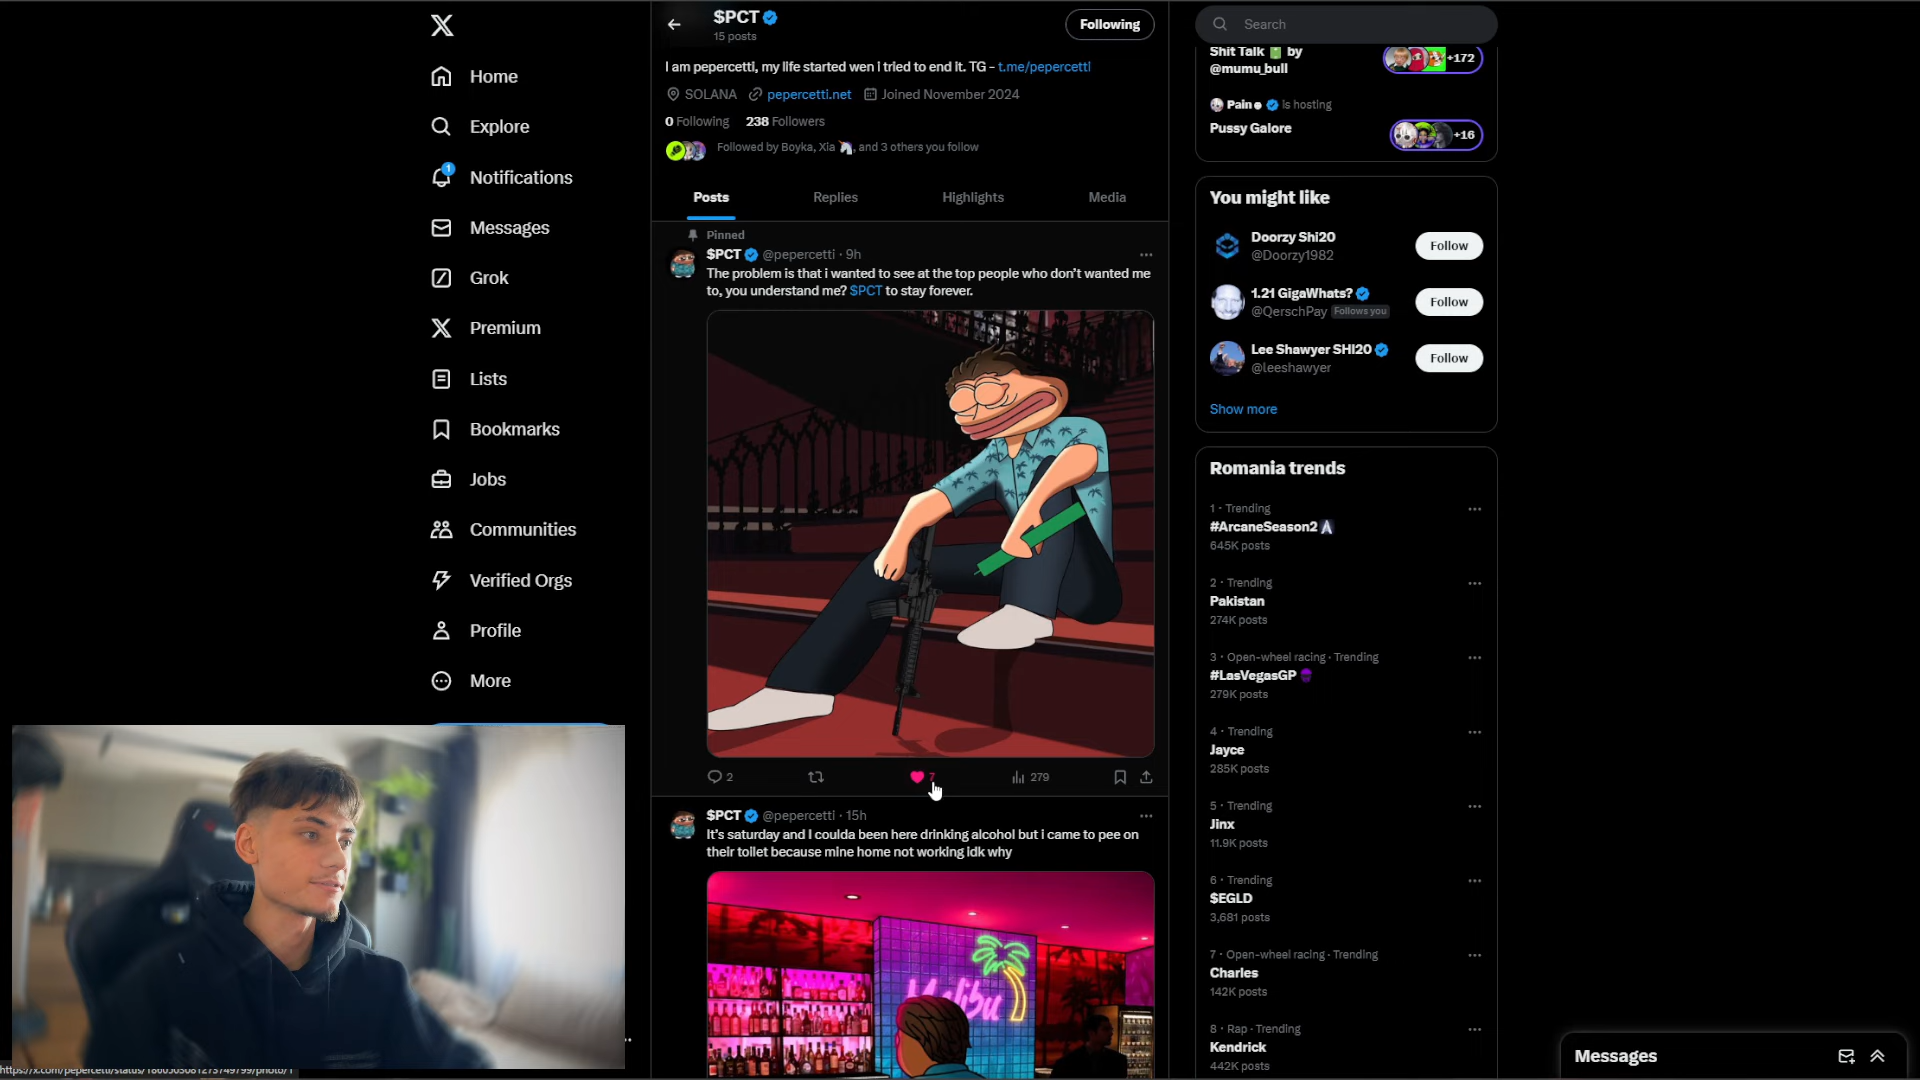 Home
Explore
1
Notifications
Messages
Grok
Premium
Lists
Bookmarks
Jobs
Communities
Verified Orgs
Profile
More
$PCT
15 posts
Following
I am pepercetti, my life started wen i tried to end it. TG - t.me/pepercetti
SOLANA pepercetti.net Joined November 2024
0 Following 238 Followers
Followed by Boyka, Xia 🦄, and 3 others you follow
Posts Replies Highlights Media
Pinned
$PCT @pepercetti · 9h
The problem is that i wanted to see at the top people who don't wanted me
to, you understand me? $PCT to stay forever.
2 7 279
$PCT @pepercetti · 15h
It's saturday and I coulda been here drinking alcohol but i came to pee on
their toilet because mine home not working idk why
Malibu
Search
Shit Talk by
@mumu_bull
+172
Pain is hosting
Pussy Galore
+16
You might like
Doorzy Shi20
@Doorzy1982
Follow
1.21 GigaWhats?
@QerschPay Follows you
Follow
Lee Shawyer SHI20
@leeshawyer
Follow
Show more
Romania trends
1 · Trending
#ArcaneSeason2
645K posts
2 · Trending
Pakistan
274K posts
3 · Open-wheel racing · Trending
#LasVegasGP
279K posts
4 · Trending
Jayce
285K posts
5 · Trending
Jinx
11.9K posts
6 · Trending
$EGLD
3,681 posts
7 · Open-wheel racing · Trending
Charles
142K posts
8 · Rap · Trending
Kendrick
442K posts
Messages